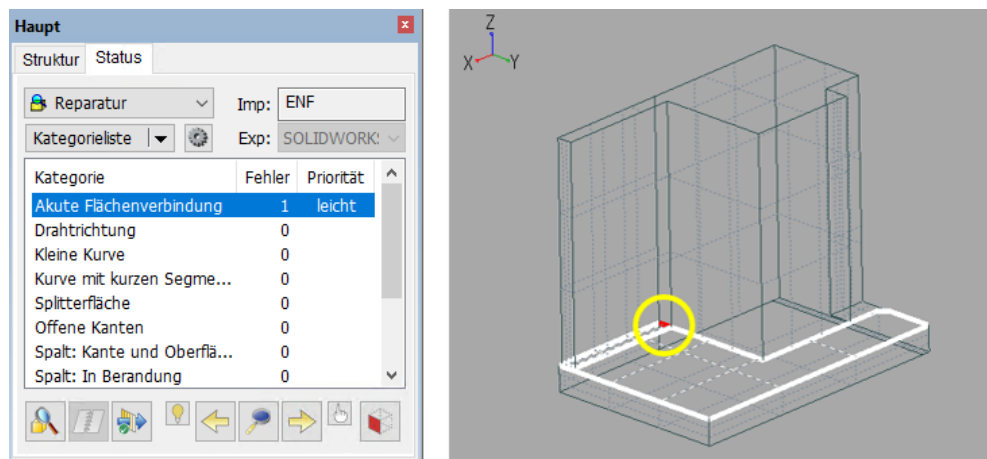 Haupt
Struktur Status
Reparatur Imp: ENF
Kategorieliste Exp: SOLIDWORK
Kategorie Fehler Priorität
Akute Flächenverbindung 1 leicht
Drahtrichtung 0
Kleine Kurve 0
Kurve mit kurzen Segme... 0
Splitterfläche 0
Offene Kanten 0
Spalt: Kante und Oberflä... 0
Spalt: In Berandung 0
Z
X Y